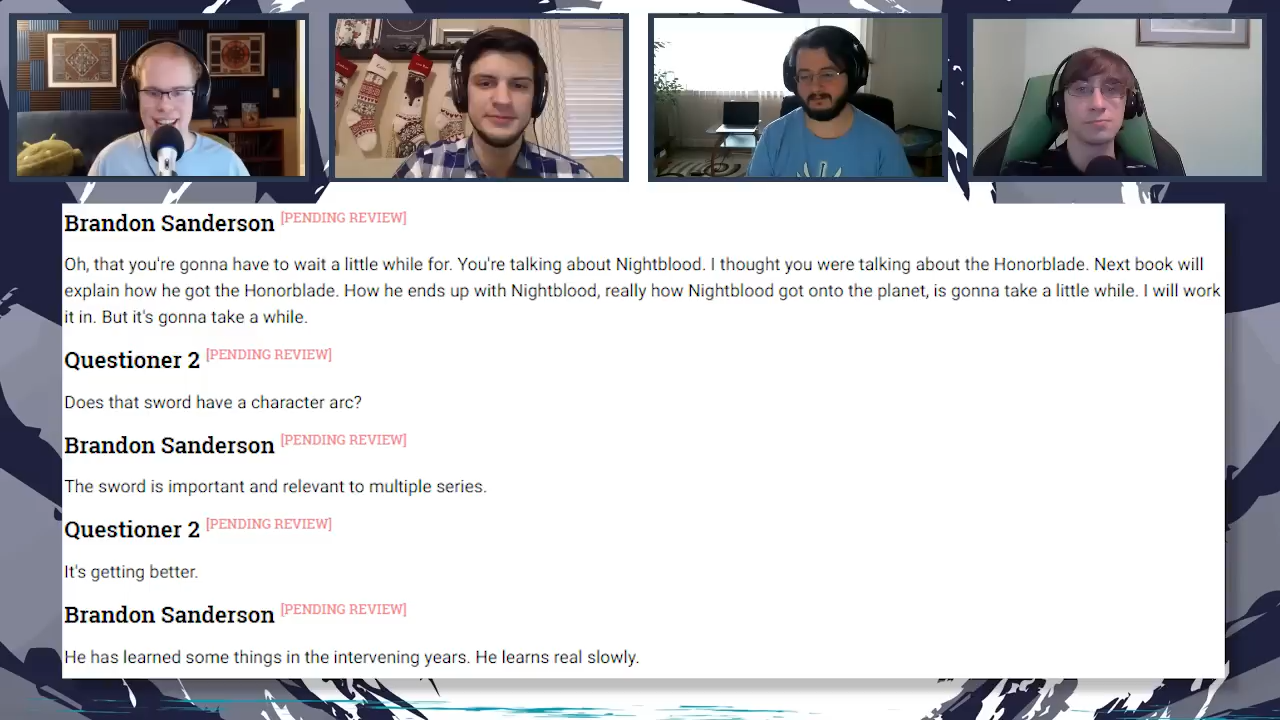 Brandon Sanderson [PENDING REVIEW]
Oh, that you're gonna have to wait a little while for. You're talking about Nightblood. I thought you were talking about the Honorblade. Next book will
explain how he got the Honorblade. How he ends up with Nightblood, really how Nightblood got onto the planet, is gonna take a little while. I will work
it in. But it's gonna take a while.
Questioner 2 [PENDING REVIEW]
Does that sword have a character arc?
Brandon Sanderson [PENDING REVIEW]
The sword is important and relevant to multiple series.
Questioner 2 [PENDING REVIEW]
It's getting better.
Brandon Sanderson [PENDING REVIEW]
He has learned some things in the intervening years. He learns real slowly.